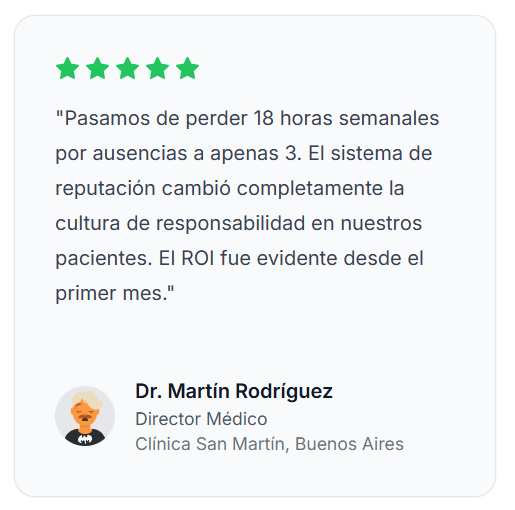 "Pasamos de perder 18 horas semanales
por ausencias a apenas 3. El sistema de
reputación cambió completamente la
cultura de responsabilidad en nuestros
pacientes. El ROI fue evidente desde el
primer mes."
Dr. Martín Rodríguez
Director Médico
Clínica San Martín, Buenos Aires